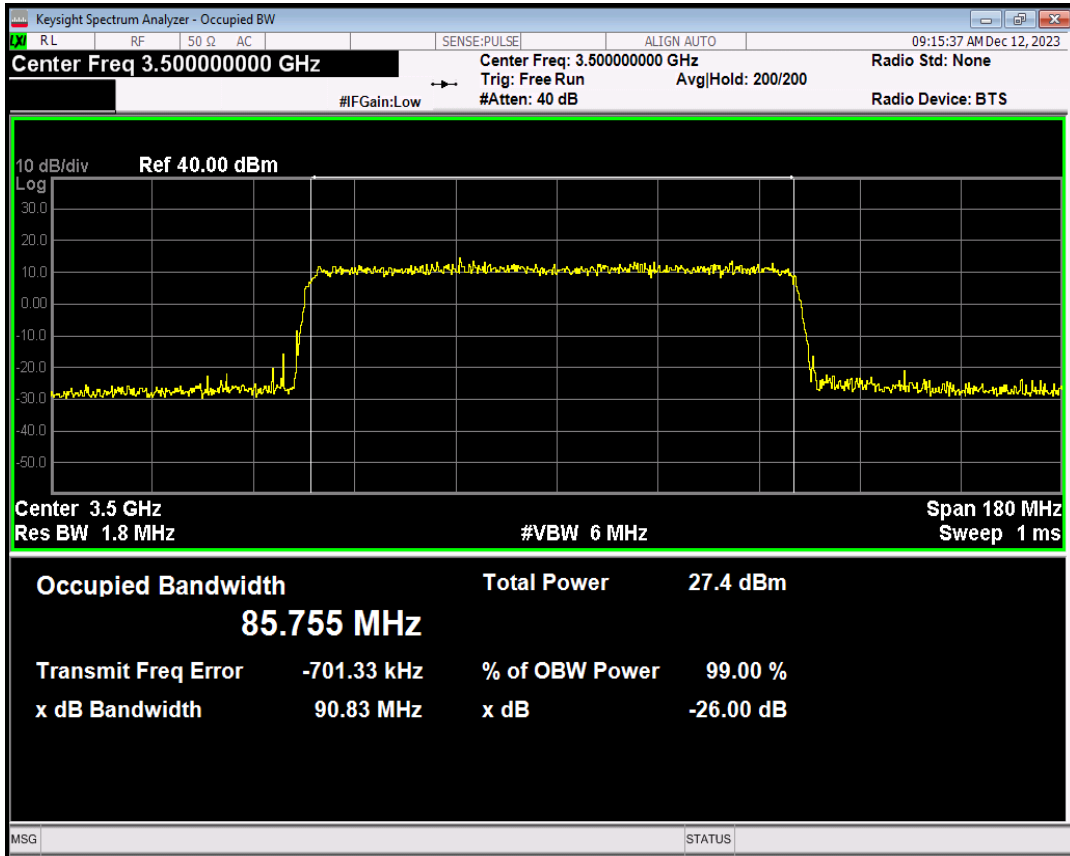 Keysight Spectrum Analyzer - Occupied BW
LXI RL RF 50 Ω AC SENSE:PULSE ALIGN AUTO 09:15:37 AM Dec 12, 2023
Center Freq 3.500000000 GHz Center Freq: 3.500000000 GHz Radio Std: None
Trig: Free Run Avg|Hold: 200/200
#IFGain:Low #Atten: 40 dB Radio Device: BTS
10 dB/div Ref 40.00 dBm
Log
30.0
20.0
10.0
0.00
-10.0
-20.0
-30.0
-40.0
-50.0
Center 3.5 GHz Span 180 MHz
Res BW 1.8 MHz #VBW 6 MHz Sweep 1 ms
Occupied Bandwidth Total Power 27.4 dBm
85.755 MHz
Transmit Freq Error -701.33 kHz % of OBW Power 99.00 %
x dB Bandwidth 90.83 MHz x dB -26.00 dB
MSG STATUS